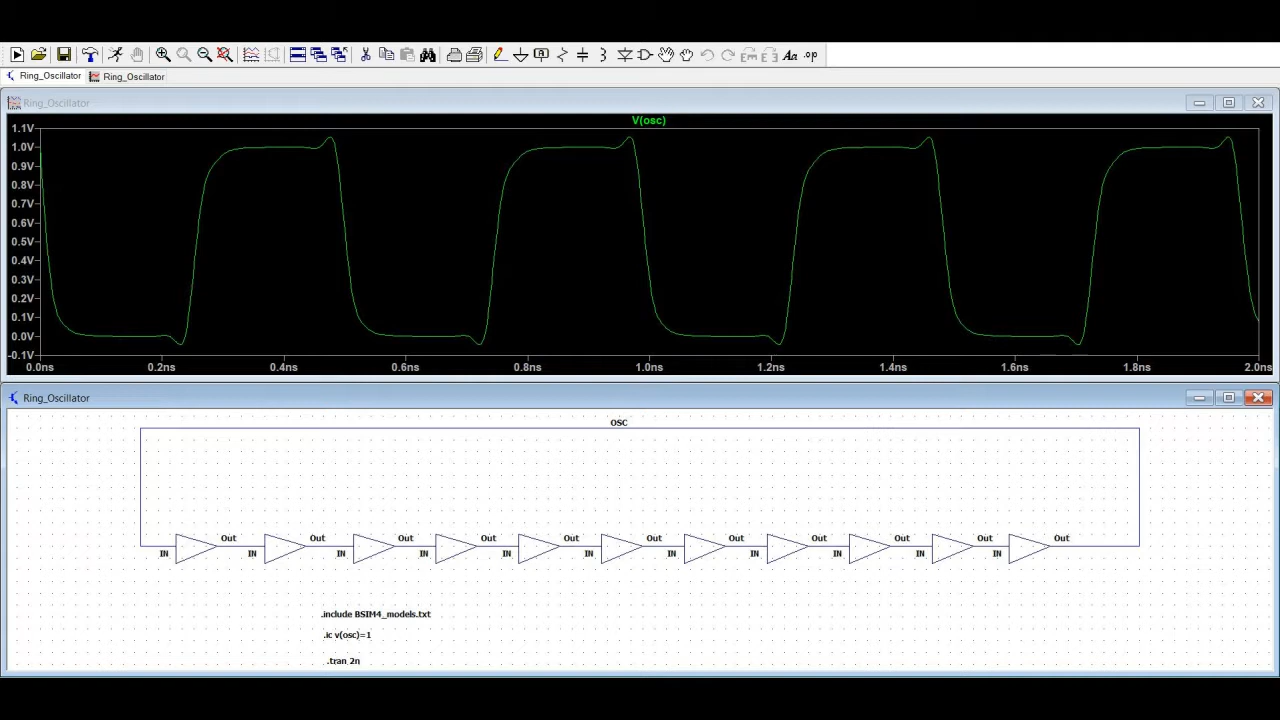 Aa .op
Ring_Oscillator Ring_Oscillator
Ring_Oscillator
V(osc)
1.1V
1.0V
0.9V
0.8V
0.7V
0.6V
0.5V
0.4V
0.3V
0.2V
0.1V
0.0V
-0.1V
0.0ns 0.2ns 0.4ns 0.6ns 0.8ns 1.0ns 1.2ns 1.4ns 1.6ns 1.8ns 2.0ns
Ring_Oscillator
OSC
Out Out Out Out Out Out Out Out Out Out Out
IN IN IN IN IN IN IN IN IN IN IN
.include BSIM4_models.txt
.ic v(osc)=1
.tran 2n